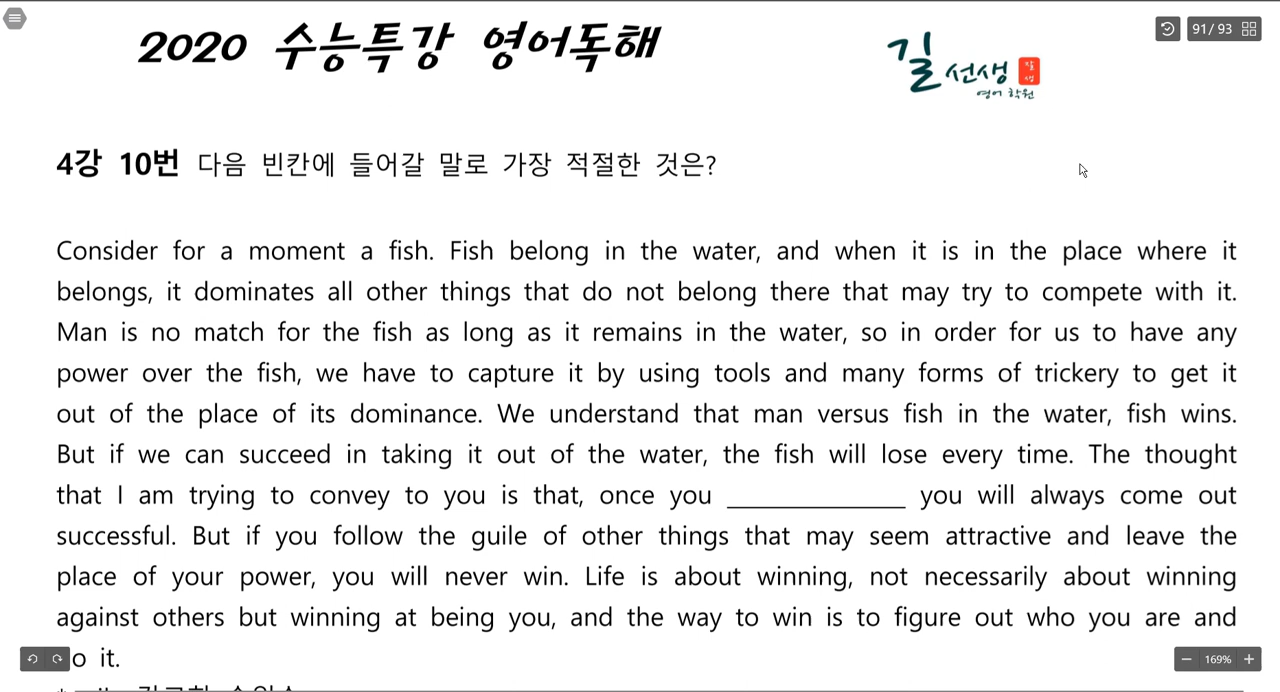 2020 수능특강 영어독해
길선생
영어 학원
91/ 93
4강 10번 다음 빈칸에 들어갈 말로 가장 적절한 것은?
Consider for a moment a fish. Fish belong in the water, and when it is in the place where it
belongs, it dominates all other things that do not belong there that may try to compete with it.
Man is no match for the fish as long as it remains in the water, so in order for us to have any
power over the fish, we have to capture it by using tools and many forms of trickery to get it
out of the place of its dominance. We understand that man versus fish in the water, fish wins.
But if we can succeed in taking it out of the water, the fish will lose every time. The thought
that I am trying to convey to you is that, once you ______________ you will always come out
successful. But if you follow the guile of other things that may seem attractive and leave the
place of your power, you will never win. Life is about winning, not necessarily about winning
against others but winning at being you, and the way to win is to figure out who you are and
o it.
169%